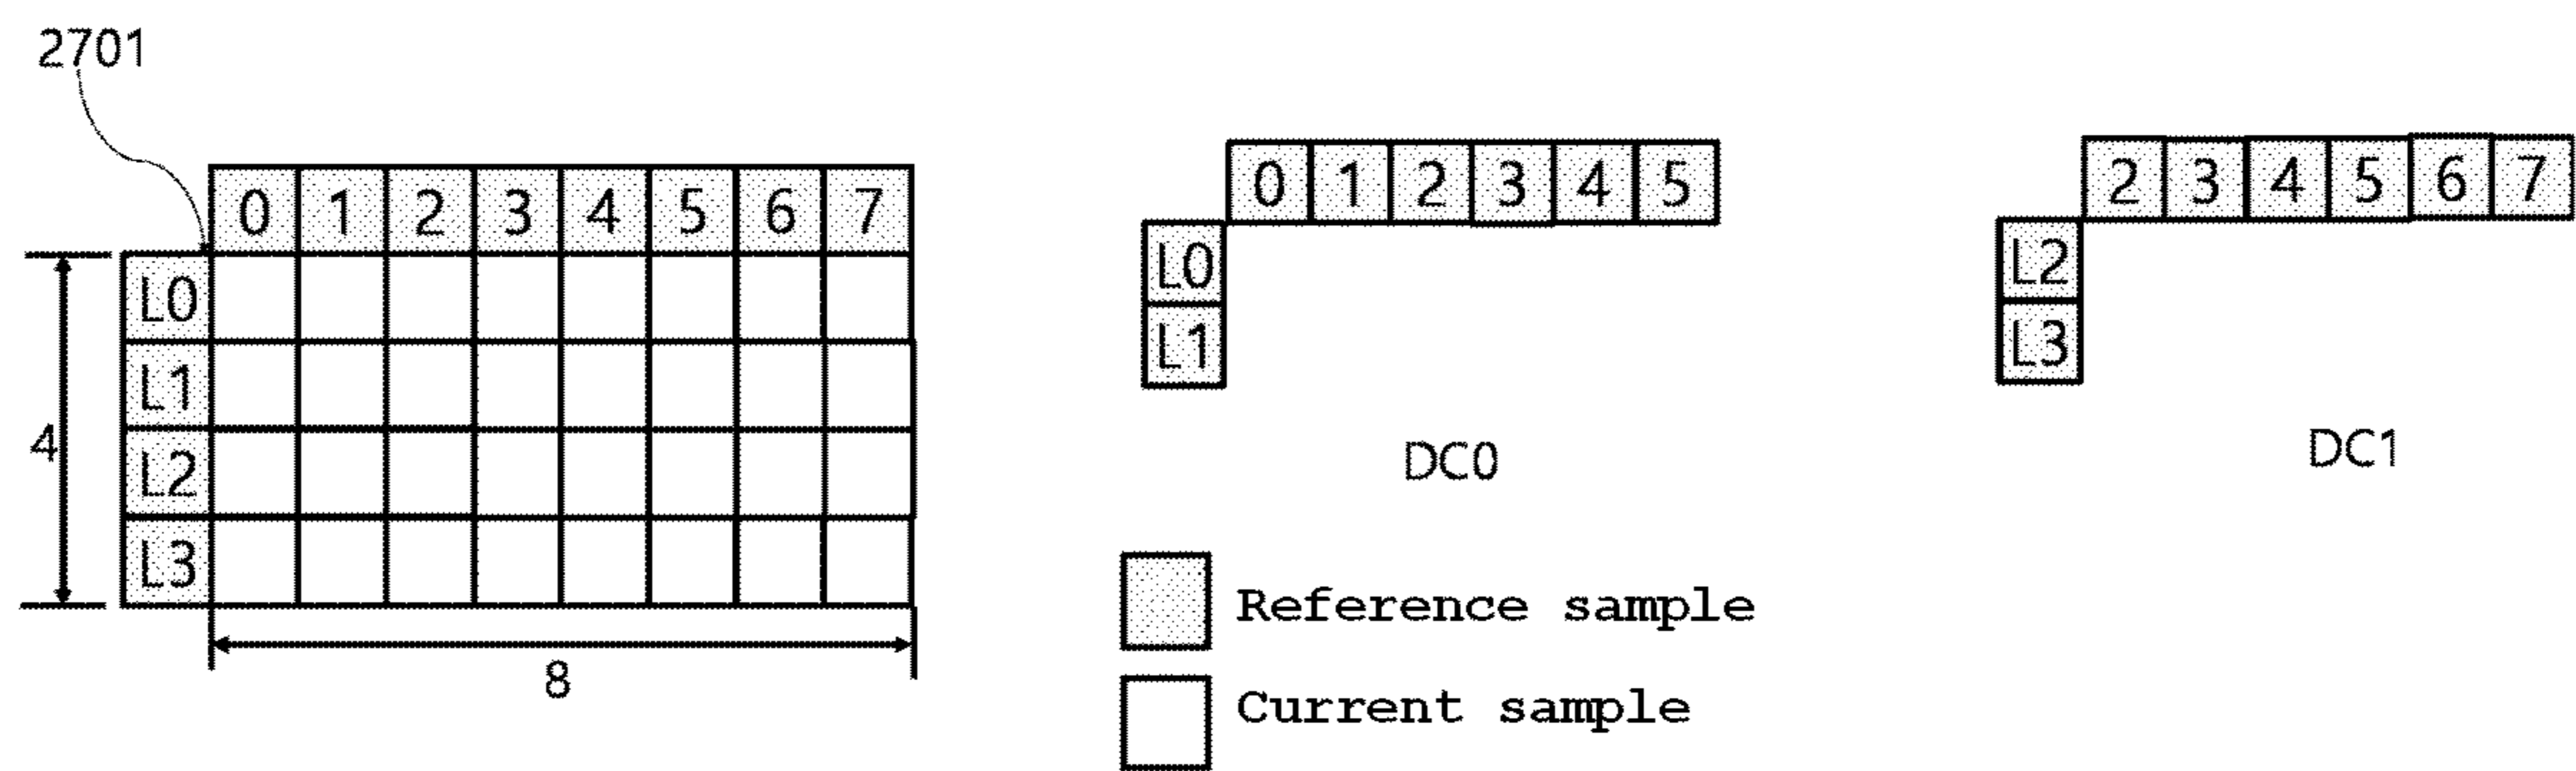 2701
0 1 2 3 4 5 6 7
L0
L1
L2
L3
4
8
0 1 2 3 4 5
L0
L1
DC0
2 3 4 5 6 7
L2
L3
DC1
Reference sample
Current sample